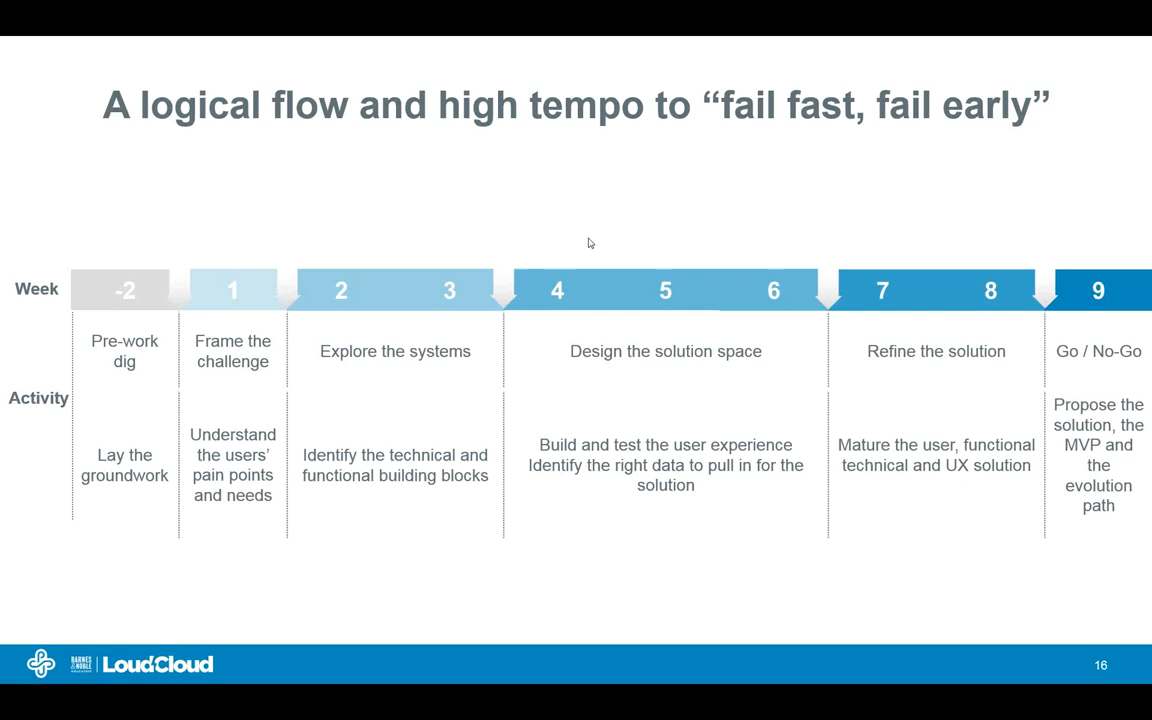 A logical flow and high tempo to “fail fast, fail early”
Week
-2
1
2
3
4
5
6
7
8
9
Activity
Pre-work
dig
Frame the
challenge
Explore the systems
Design the solution space
Refine the solution
Go / No-Go
Lay the
groundwork
Understand
the users’
pain points
and needs
Identify the technical and
functional building blocks
Build and test the user experience
Identify the right data to pull in for the
solution
Mature the user, functional
technical and UX solution
Propose the
solution, the
MVP and
the
evolution
path
BARNES
&NOBLE
EDUCATION
LoudCloud
16